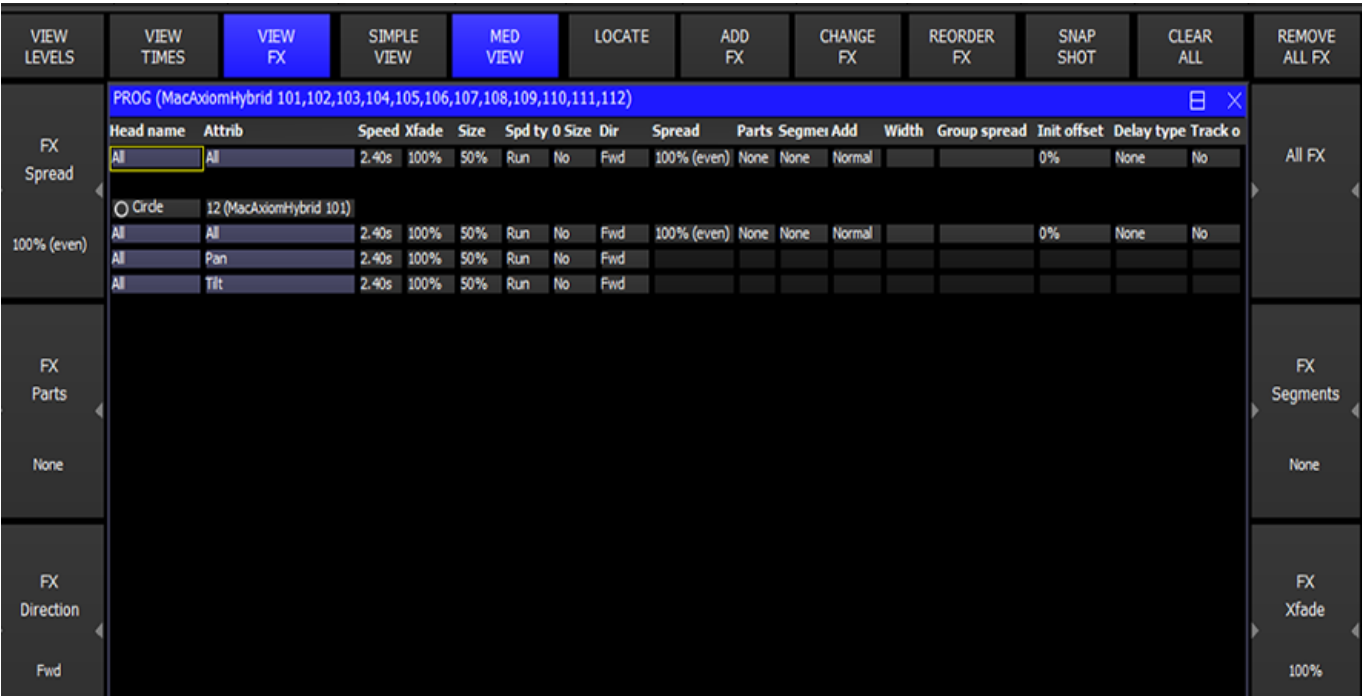 VIEW LEVELS
VIEW TIMES
VIEW FX
SIMPLE VIEW
MED VIEW
LOCATE
ADD FX
CHANGE FX
REORDER FX
SNAP SHOT
CLEAR ALL
REMOVE ALL FX
PROG (MacAxiomHybrid 101,102,103,104,105,106,107,108,109,110,111,112)
Head name Attrib Speed Xfade Size Spd ty 0 Size Dir Spread Parts Segmei Add Width Group spread Init offset Delay type Track o
All All 2.40s 100% 50% Run No Fwd 100% (even) None None Normal 0% None No
Circle 12 (MacAxiomHybrid 101)
All All 2.40s 100% 50% Run No Fwd 100% (even) None None Normal 0% None No
All Pan 2.40s 100% 50% Run No Fwd
All Tilt 2.40s 100% 50% Run No Fwd
FX
Spread
100% (even)
All FX
FX
Parts
None
FX
Segments
None
FX
Direction
Fwd
FX
Xfade
100%